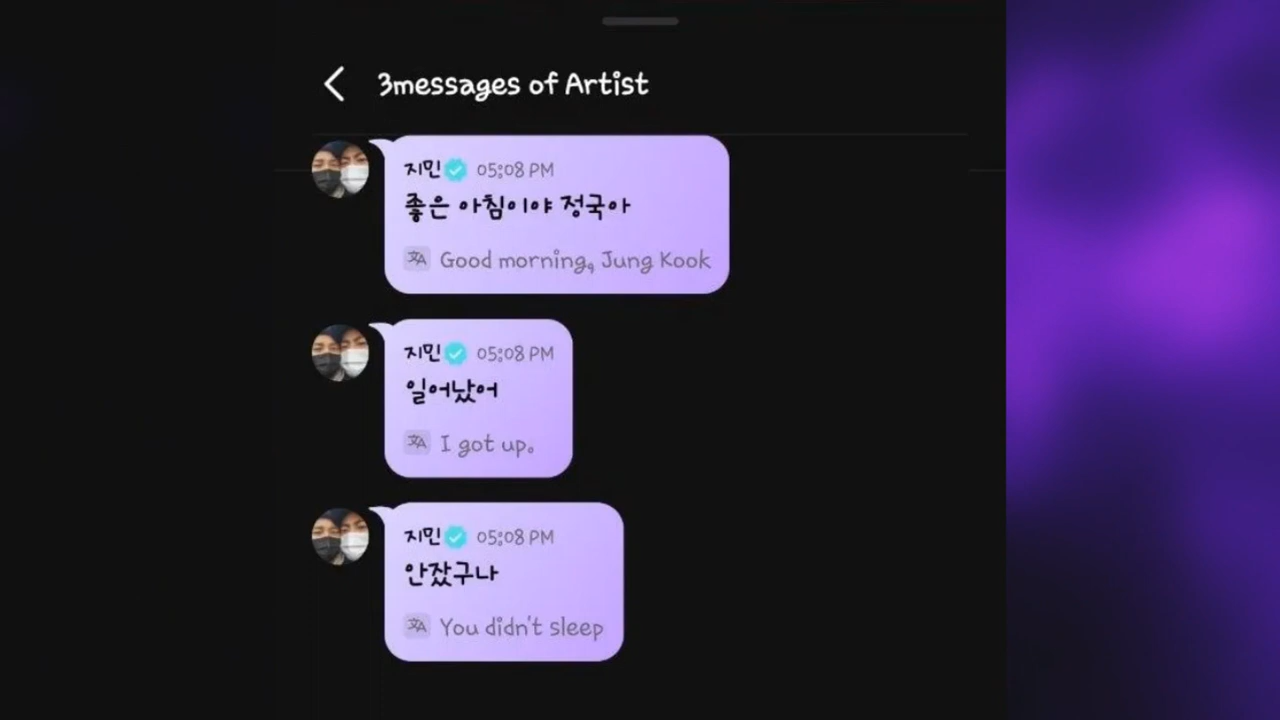 3messages of Artist
지민 05:08 PM
좋은 아침이야 정국아
Good morning, Jung Kook
지민 05:08 PM
일어났어
I got up.
지민 05:08 PM
안잤구나
You didn't sleep